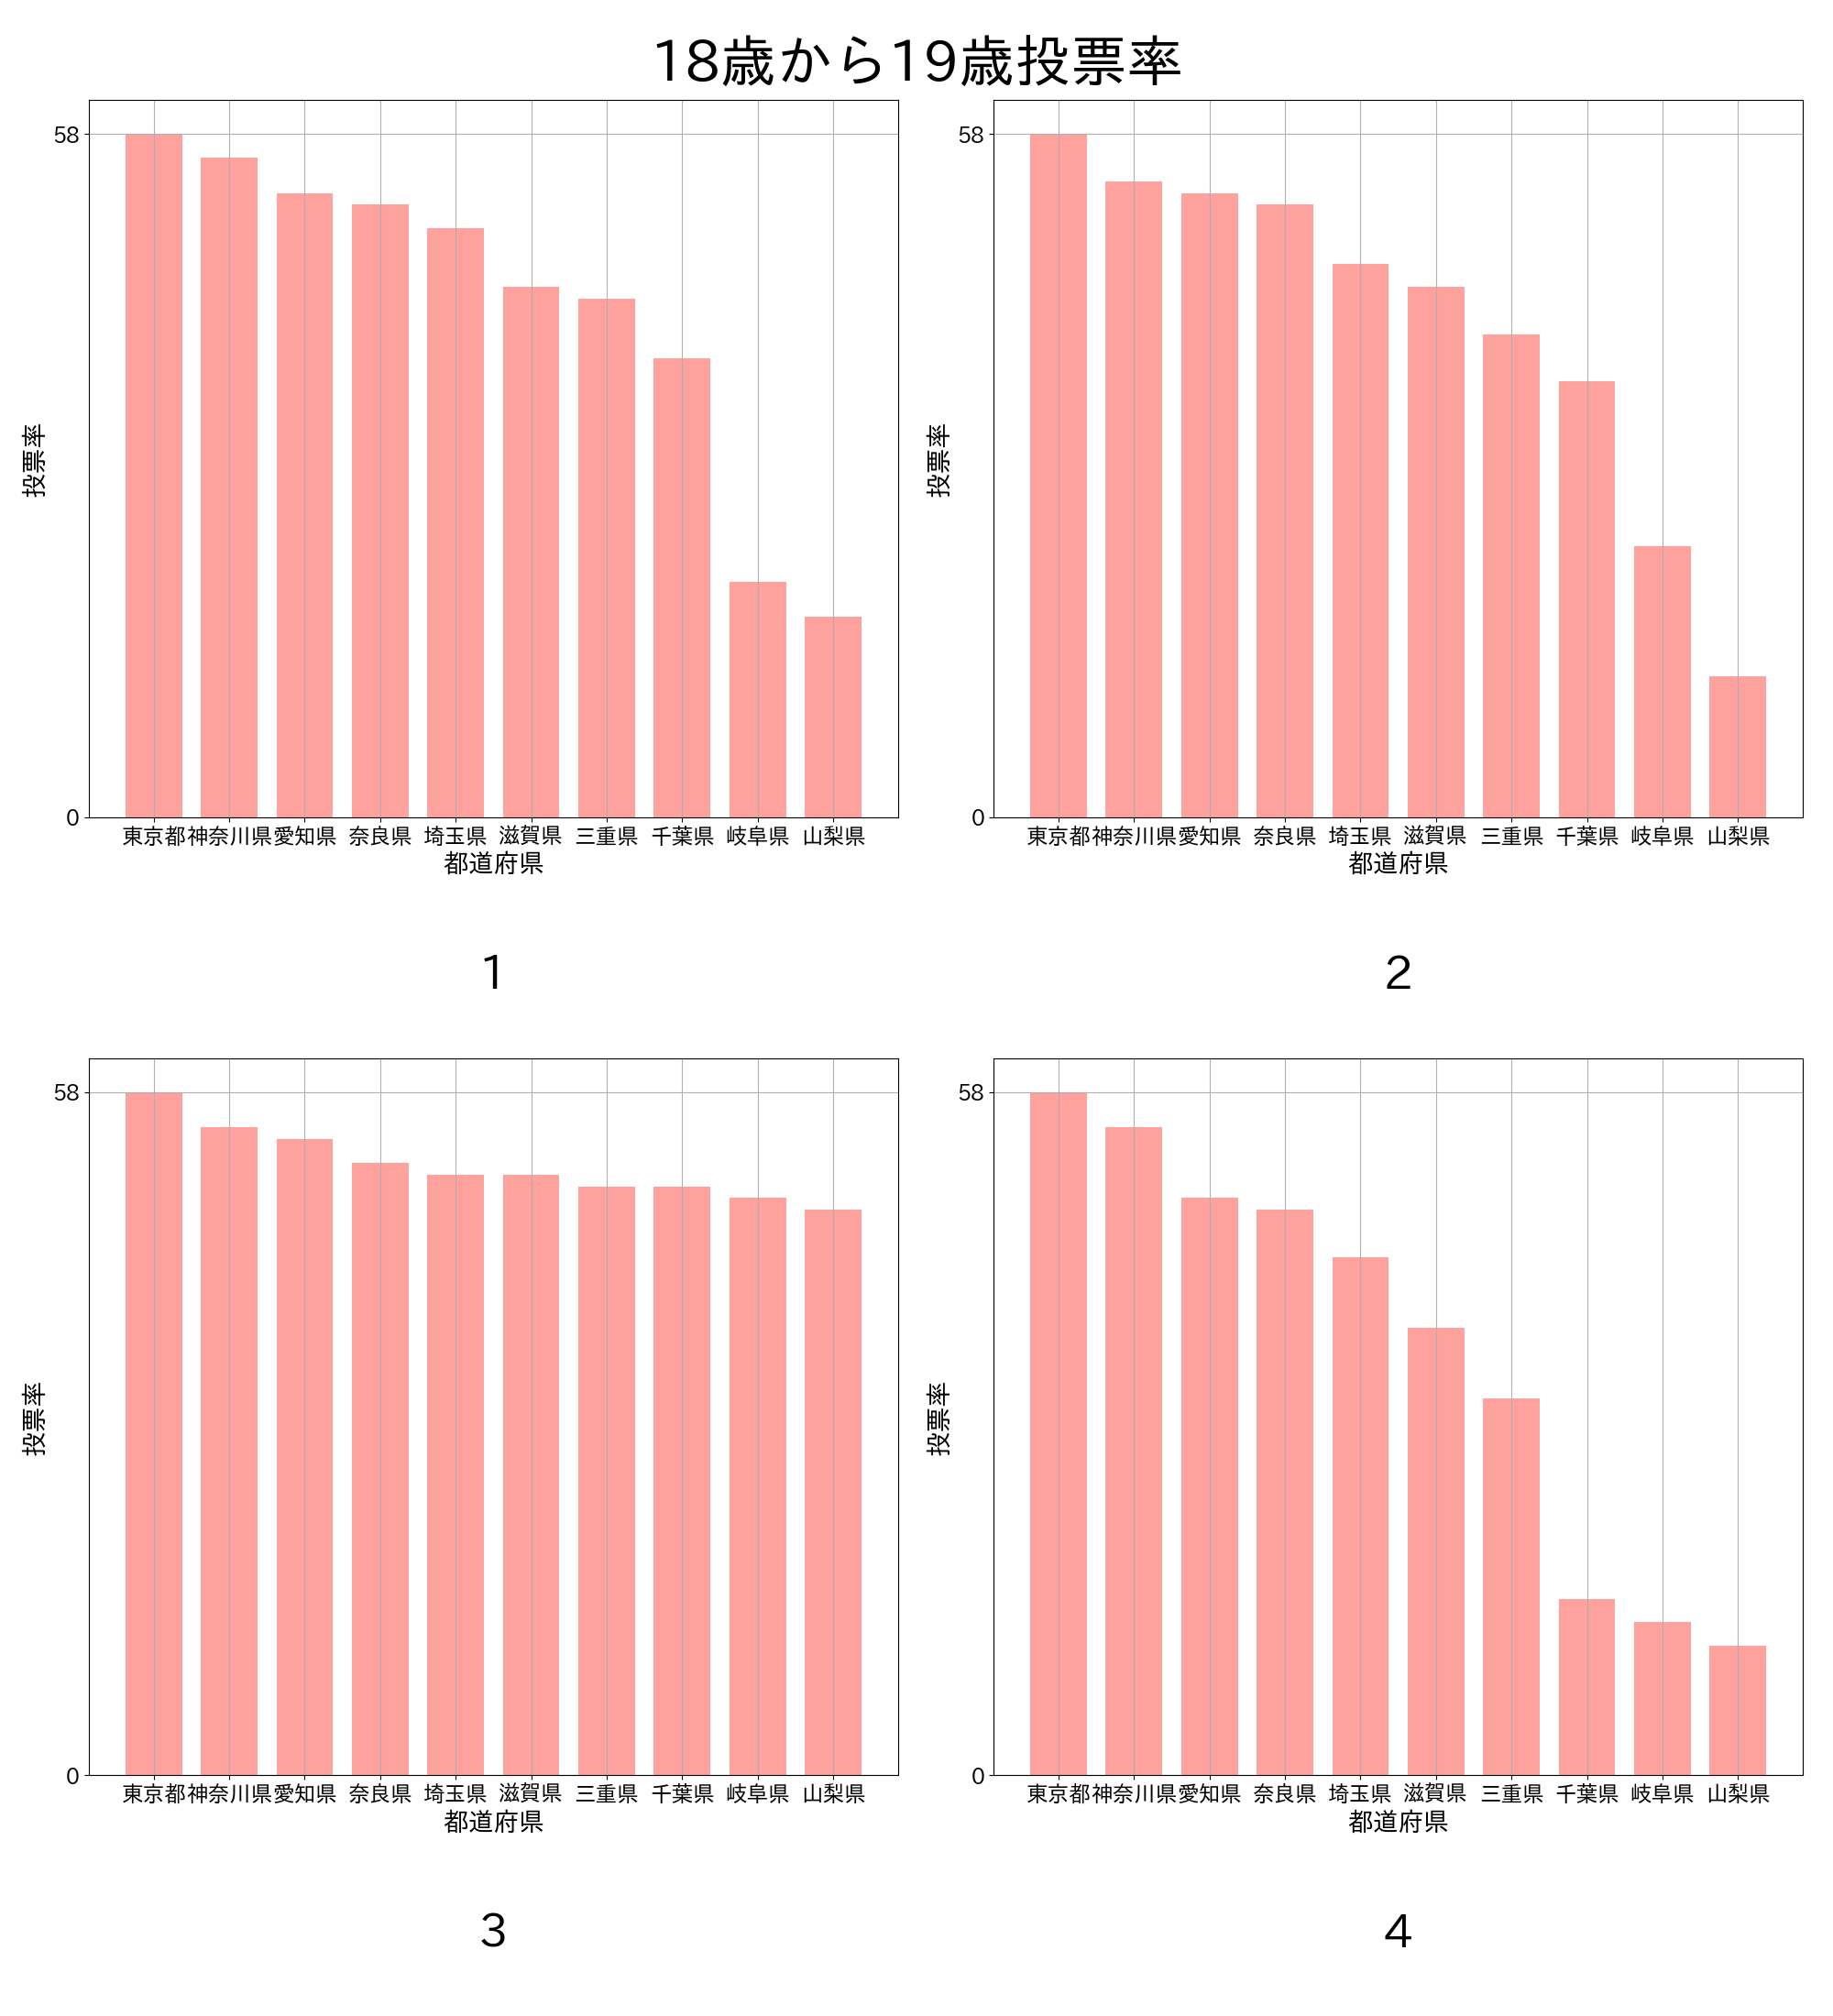 18歳から19歳投票率
58
0
投票率
東京都 神奈川県 愛知県 奈良県 埼玉県 滋賀県 三重県 千葉県 岐阜県 山梨県
都道府県
1
58
0
投票率
東京都 神奈川県 愛知県 奈良県 埼玉県 滋賀県 三重県 千葉県 岐阜県 山梨県
都道府県
2
58
0
投票率
東京都 神奈川県 愛知県 奈良県 埼玉県 滋賀県 三重県 千葉県 岐阜県 山梨県
都道府県
3
58
0
投票率
東京都 神奈川県 愛知県 奈良県 埼玉県 滋賀県 三重県 千葉県 岐阜県 山梨県
都道府県
4